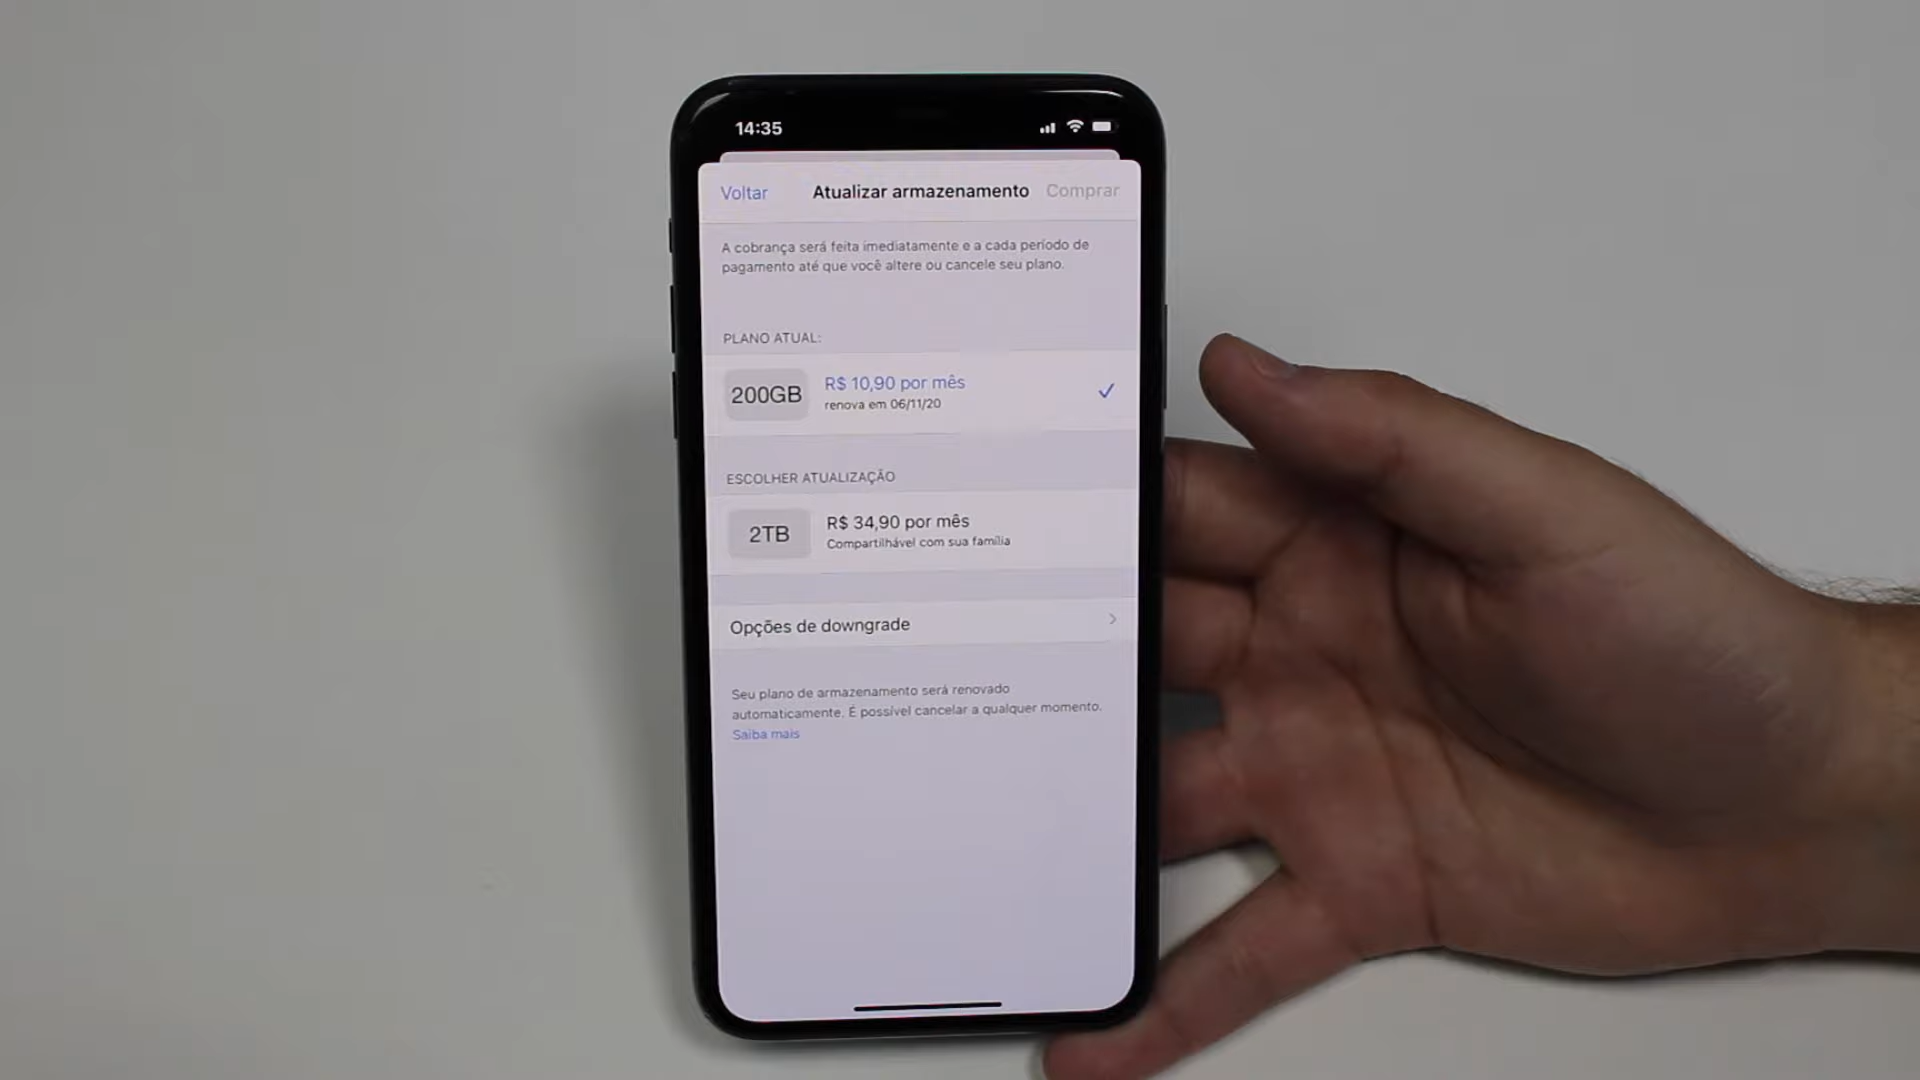 14:35
Voltar
Atualizar armazenamento
Comprar
A cobrança será feita imediatamente e a cada período de
pagamento até que você altere ou cancele seu plano.
PLANO ATUAL:
200GB
R$ 10,90 por mês
renova em 06/11/20
ESCOLHER ATUALIZAÇÃO
2TB
R$ 34,90 por mês
Compartilhável com sua família
Opções de downgrade
Seu plano de armazenamento será renovado
automaticamente. É possível cancelar a qualquer momento.
Saiba mais